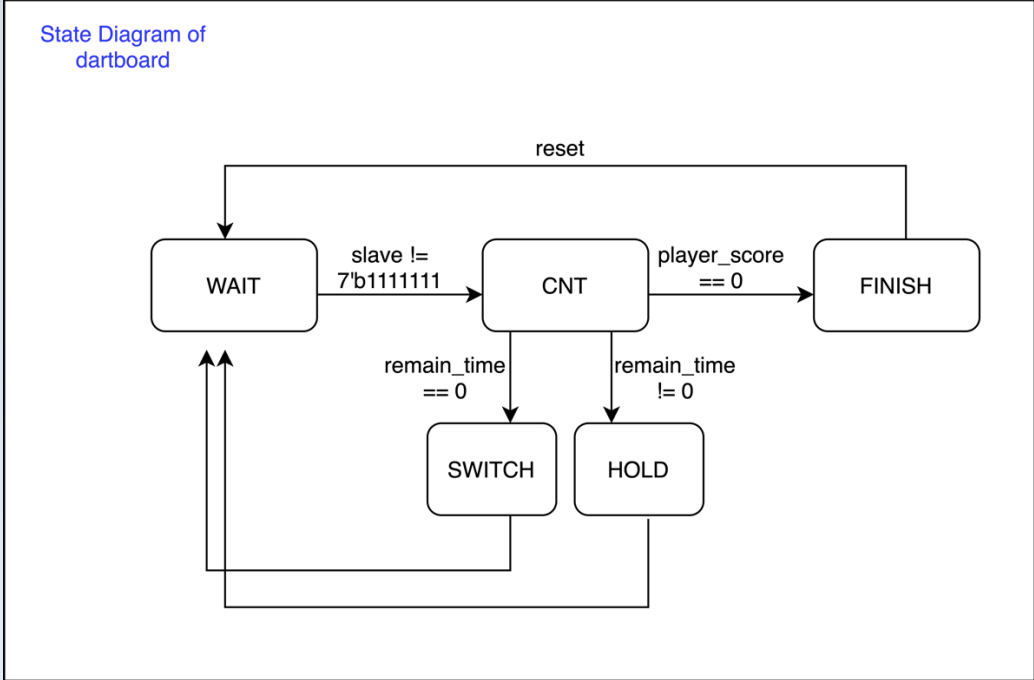 State Diagram of
dartboard
reset
WAIT
slave !=
7'b1111111
CNT
player_score
== 0
FINISH
remain_time
== 0
remain_time
!= 0
SWITCH
HOLD